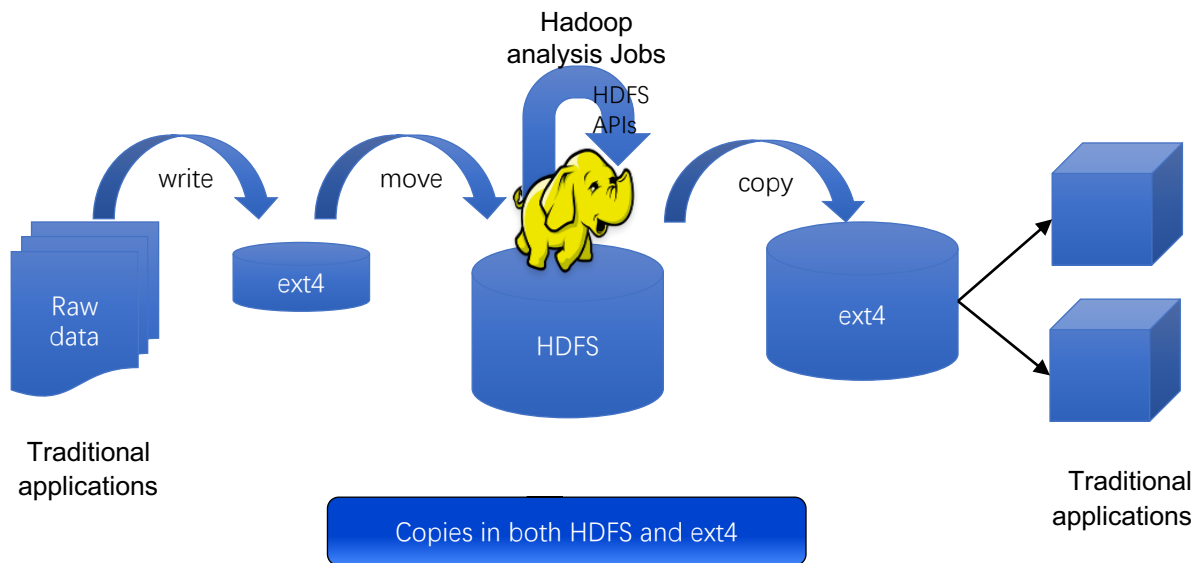 Hadoop
analysis Jobs
HDFS
APIs
write
move
copy
Raw
data
ext4
HDFS
ext4
Traditional
applications
Traditional
applications
Copies in both HDFS and ext4